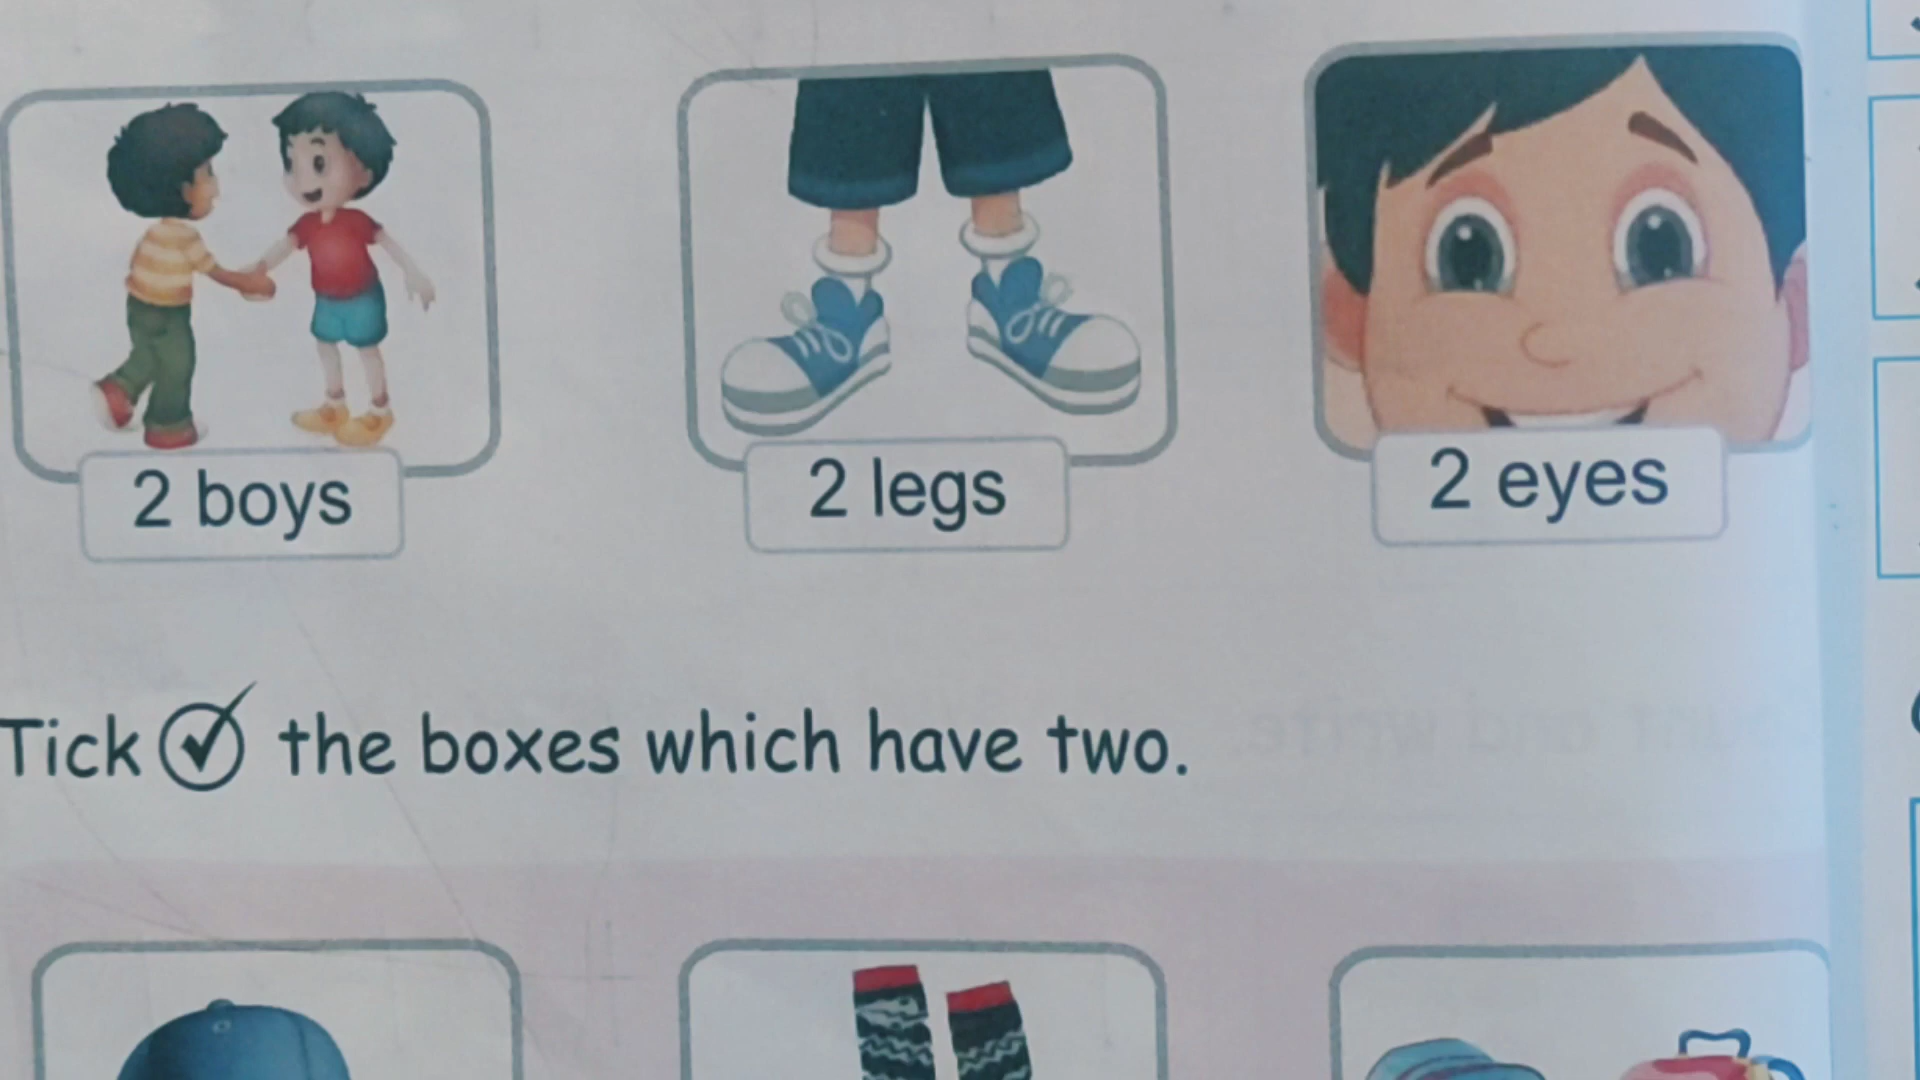 2 boys
2 legs
2 eyes
Tick the boxes which have two.